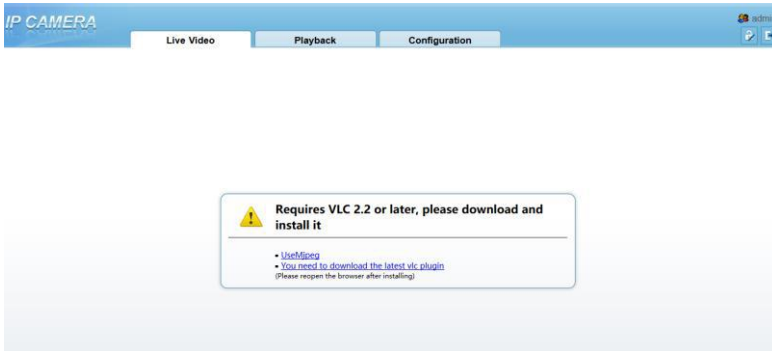 IP CAMERA
Live Video
Playback
Configuration
Requires VLC 2.2 or later, please download and
install it
• UseMjpeg
• You need to download the latest vlc plugin
(Please reopen the browser after installing)